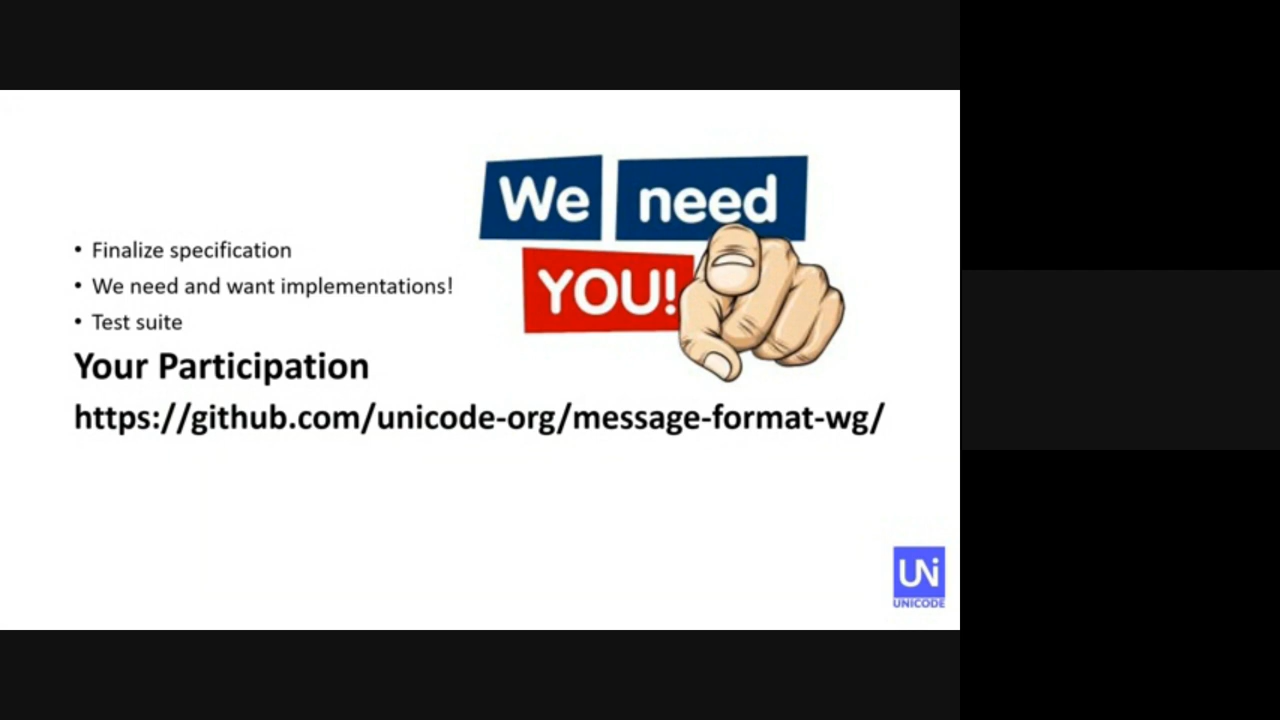 We need
YOU!
• Finalize specification
• We need and want implementations!
• Test suite
Your Participation
https://github.com/unicode-org/message-format-wg/
UNi
UNICODE